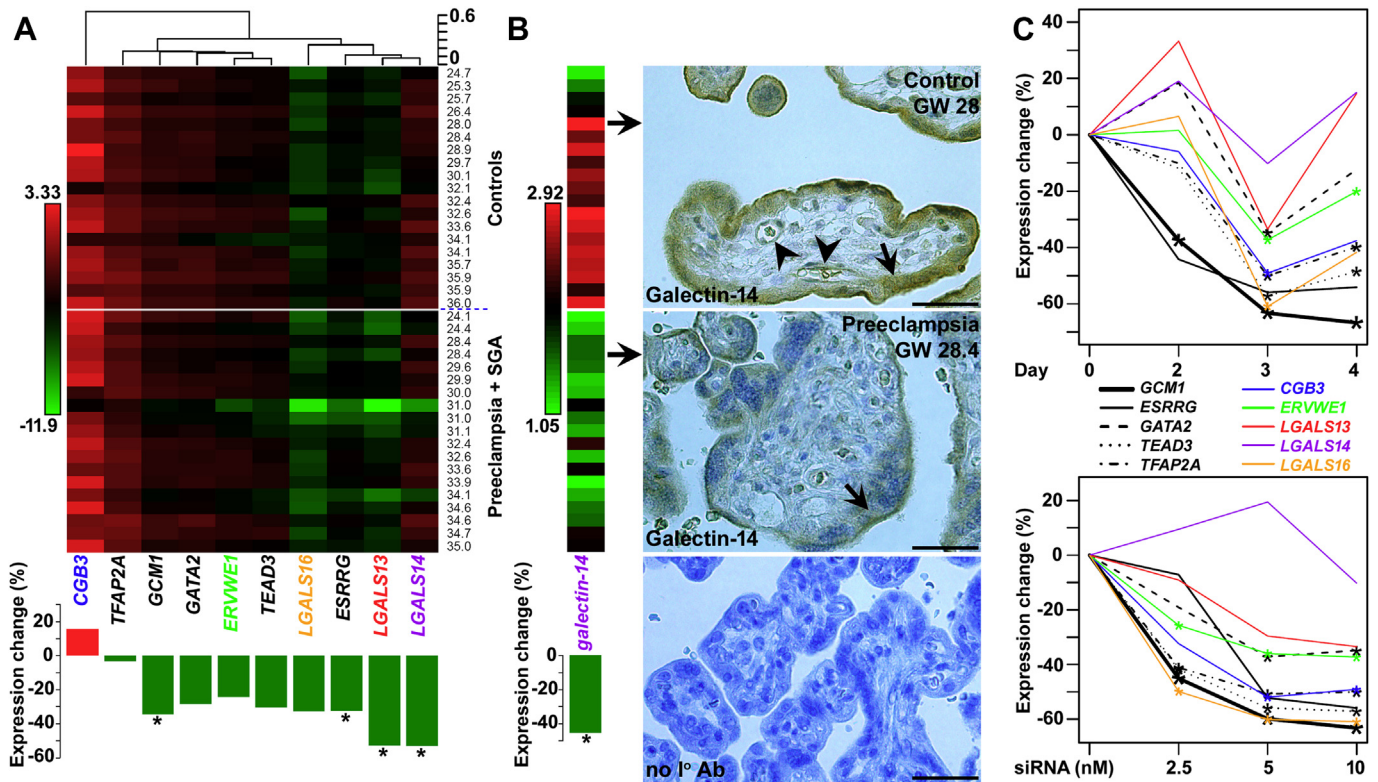 A
0.6
0
24.7
25.3
25.7
26.4
28.0
28.4
28.9
29.7
30.1
32.1
32.4
32.6
33.6
34.1
34.1
35.7
35.9
35.9
36.0
Controls
24.1
24.4
28.4
28.4
29.6
29.9
30.0
31.0
31.0
31.1
32.4
32.6
33.6
33.9
34.1
34.6
34.6
34.7
35.0
Preeclampsia + SGA
3.33
-11.9
CGB3
TFAP2A
GCM1
GATA2
ERVWE1
TEAD3
LGALS16
ESRRG
LGALS13
LGALS14
Expression change (%)
20
0
-20
-40
-60
* * * *
B
2.92
1.05
galectin-14
Expression change (%)
0
-20
-40
*
Control
GW 28
Galectin-14
Preeclampsia
GW 28.4
Galectin-14
no Iº Ab
C
Expression change (%)
40
20
0
-20
-40
-60
Day 0 2 3 4
GCM1
ESRRG
GATA2
TEAD3
TFAP2A
CGB3
ERVWE1
LGALS13
LGALS14
LGALS16
Expression change (%)
20
0
-20
-40
-60
siRNA (nM) 2.5 5 10